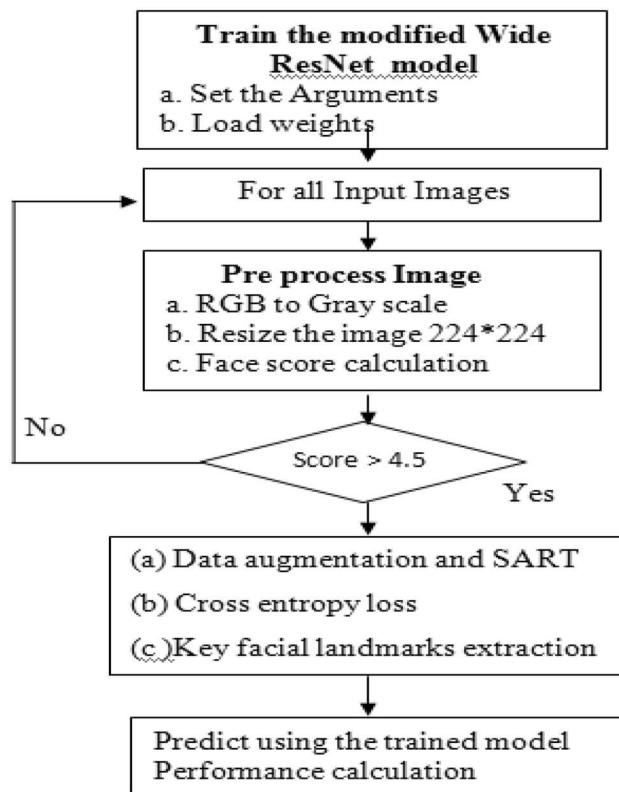 Train the modified Wide
ResNet model
a. Set the Arguments
b. Load weights
For all Input Images
Pre process Image
a. RGB to Gray scale
b. Resize the image 224*224
c. Face score calculation
No
Score > 4.5
Yes
(a) Data augmentation and SART
(b) Cross entropy loss
(c )Key facial landmarks extraction
Predict using the trained model
Performance calculation